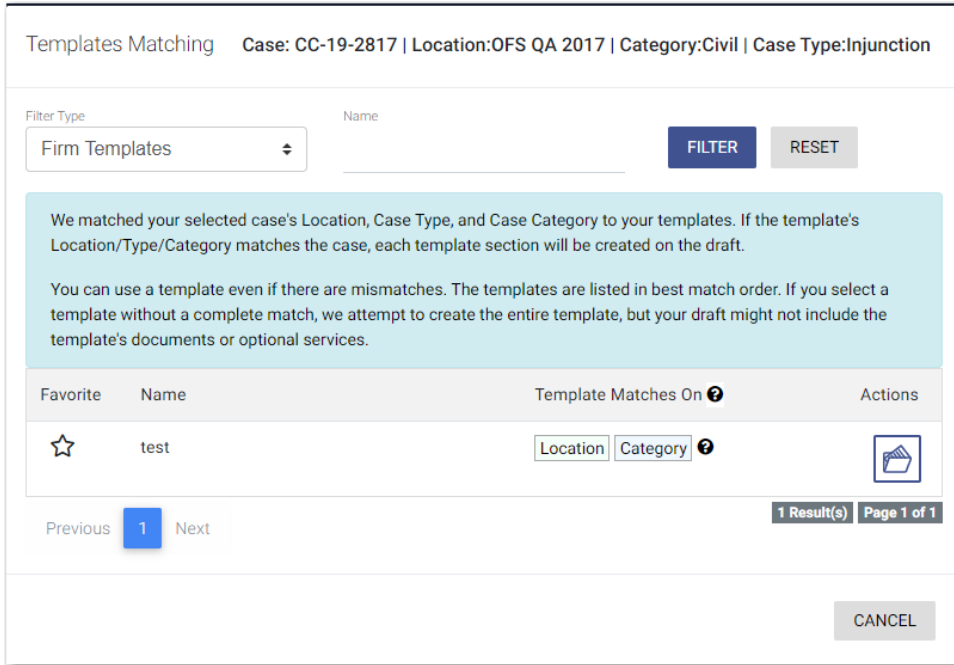 Templates Matching Case: CC-19-2817 | Location:OFS QA 2017 | Category:Civil | Case Type:Injunction
Filter Type
Name
Firm Templates
FILTER
RESET
We matched your selected case's Location, Case Type, and Case Category to your templates. If the template's
Location/Type/Category matches the case, each template section will be created on the draft.
You can use a template even if there are mismatches. The templates are listed in best match order. If you select a
template without a complete match, we attempt to create the entire template, but your draft might not include the
template's documents or optional services.
Favorite Name Template Matches On ? Actions
test Location Category ?
1 Result(s) Page 1 of 1
Previous 1 Next
CANCEL